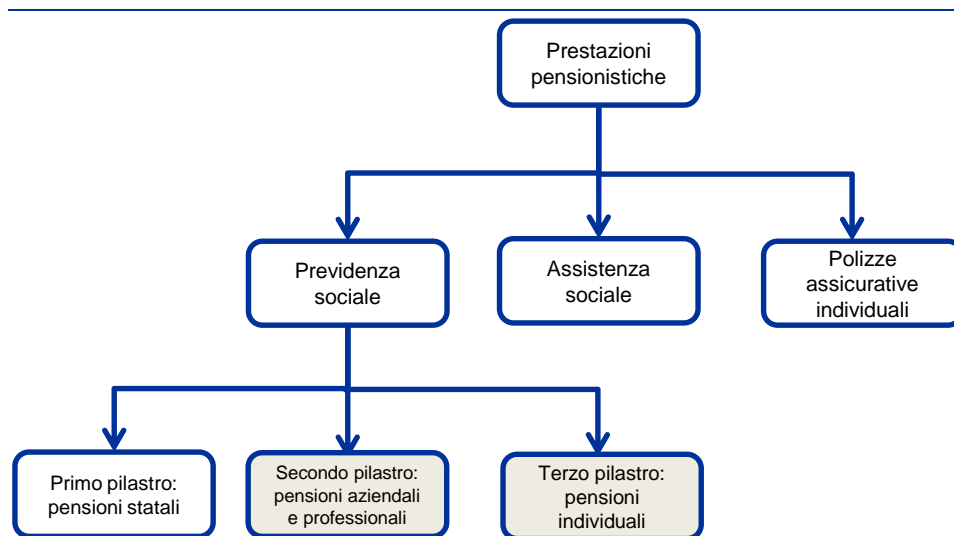 Prestazioni
pensionistiche
Previdenza
sociale
Assistenza
sociale
Polizze
assicurative
individuali
Primo pilastro:
pensioni statali
Secondo pilastro:
pensioni aziendali
e professionali
Terzo pilastro:
pensioni
individuali